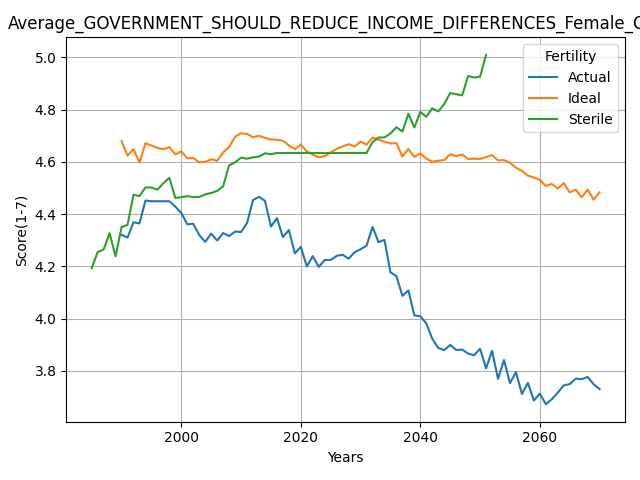 Average_GOVERNMENT_SHOULD_REDUCE_INCOME_DIFFERENCES_Female_
Fertility
Actual
Ideal
Sterile
Score(1-7)
5.0
4.8
4.6
4.4
4.2
4.0
3.8
2000 2020 2040 2060
Years